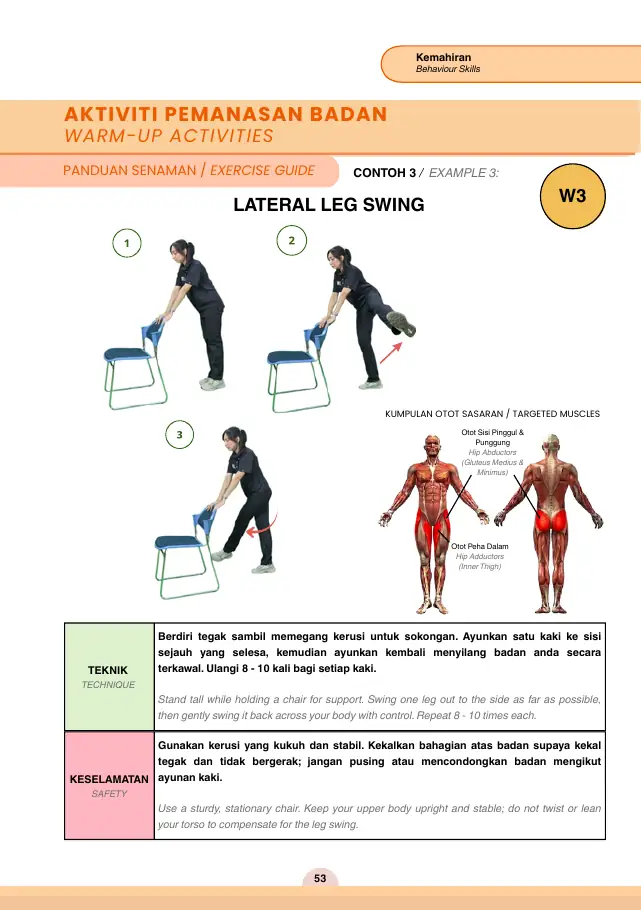 Kemahiran
Behaviour Skills
AKTIVITI PEMANASAN BADAN
WARM-UP ACTIVITIES
PANDUAN SENAMAN / EXERCISE GUIDE
CONTOH 3 / EXAMPLE 3:
W3
LATERAL LEG SWING
1
2
3
KUMPULAN OTOT SASARAN / TARGETED MUSCLES
Otot Sisi Pinggul &
Punggung
Hip Abductors
(Gluteus Medius &
Minimus)
Otot Peha Dalam
Hip Adductors
(Inner Thigh)
TEKNIK
TECHNIQUE
Berdiri tegak sambil memegang kerusi untuk sokongan. Ayunkan satu kaki ke sisi
sejauh yang selesa, kemudian ayunkan kembali menyilang badan anda secara
terkawal. Ulangi 8 - 10 kali bagi setiap kaki.
Stand tall while holding a chair for support. Swing one leg out to the side as far as possible,
then gently swing it back across your body with control. Repeat 8 - 10 times each.
KESELAMATAN
SAFETY
Gunakan kerusi yang kukuh dan stabil. Kekalkan bahagian atas badan supaya kekal
tegak dan tidak bergerak; jangan pusing atau mencondongkan badan mengikut
ayunan kaki.
Use a sturdy, stationary chair. Keep your upper body upright and stable; do not twist or lean
your torso to compensate for the leg swing.
53